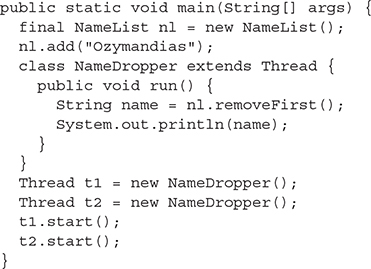 public static void main(String[] args) {
  final NameList nl = new NameList();
  nl.add("Ozymandias");
  class NameDropper extends Thread {
    public void run() {
      String name = nl.removeFirst();
      System.out.println(name);
    }
  }
  Thread t1 = new NameDropper();
  Thread t2 = new NameDropper();
  t1.start();
  t2.start();
}